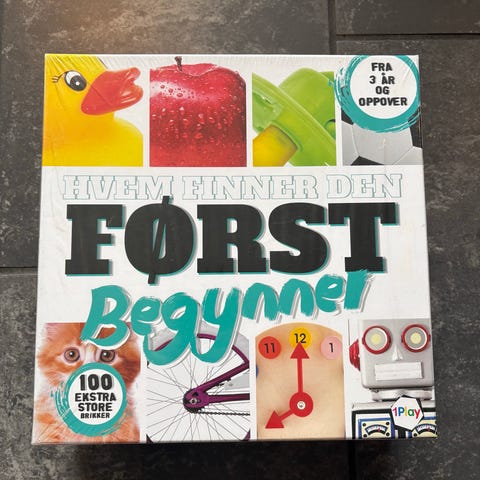 FRA
3 ÅR
OG
OPPOVER
HVEM FINNER DEN
FØRST
Begynner
100
EKSTRA
STORE
BRIKKER
11 12 1
1Play